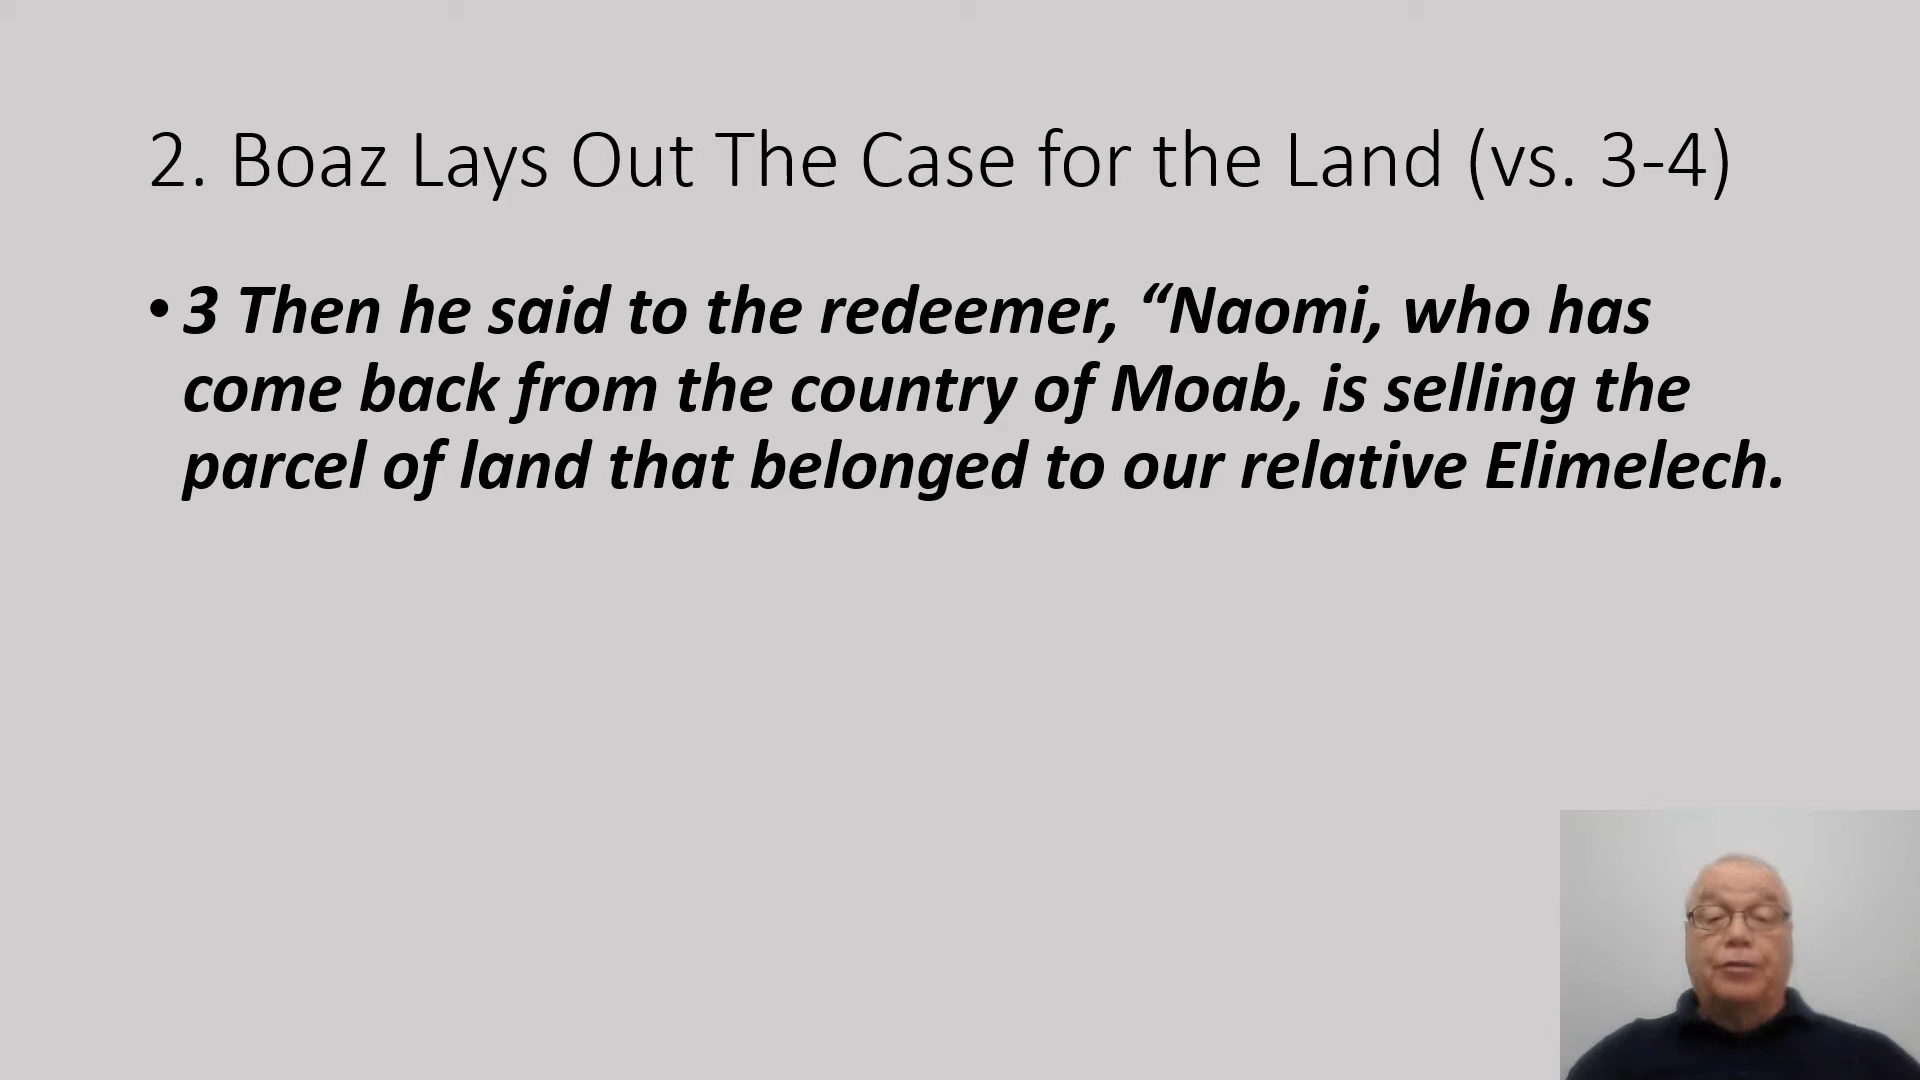 2. Boaz Lays Out The Case for the Land (vs. 3-4)
• 3 Then he said to the redeemer, “Naomi, who has
come back from the country of Moab, is selling the
parcel of land that belonged to our relative Elimelech.